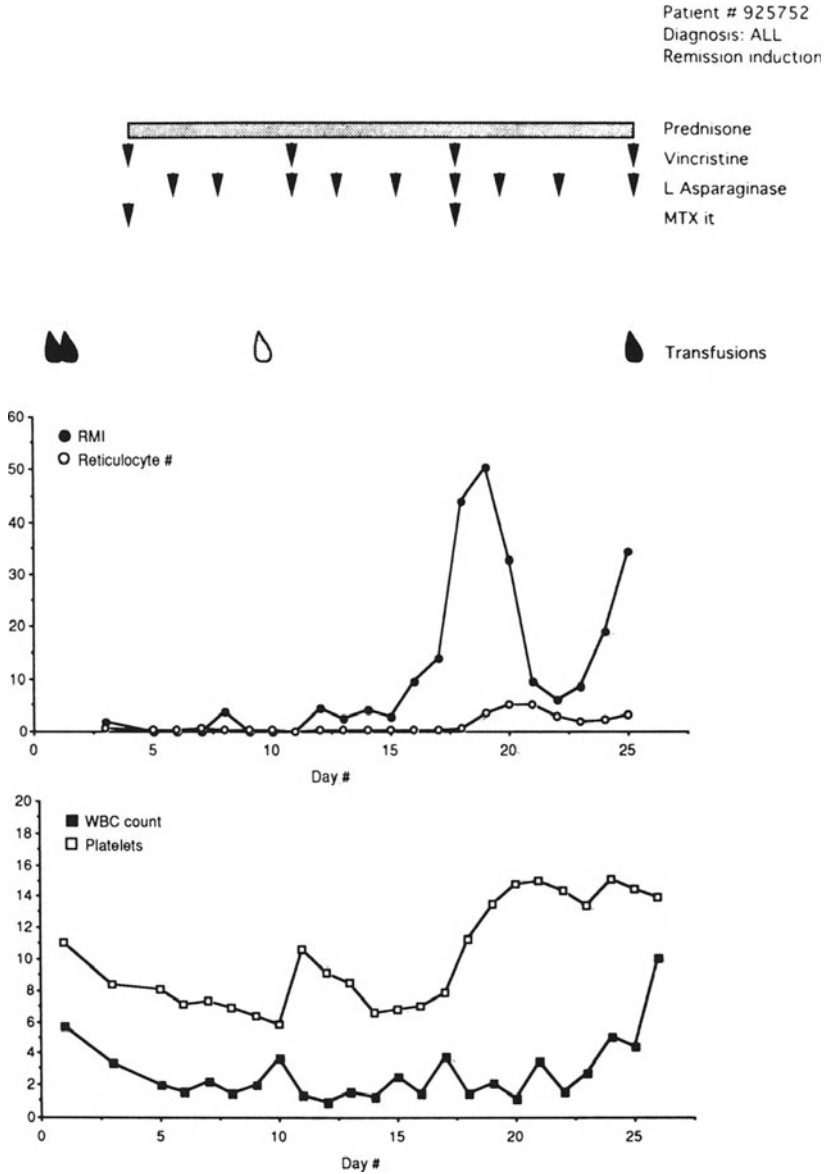 Patient # 925752
Diagnosis: ALL
Remission induction
Prednisone
Vincristine
L Asparaginase
MTX it
Transfusions
60
50
40
30
20
10
0
RMI
Reticulocyte #
0 5 10 15 20 25
Day #
20
18
16
14
12
10
8
6
4
2
0
WBC count
Platelets
0 5 10 15 20 25
Day #